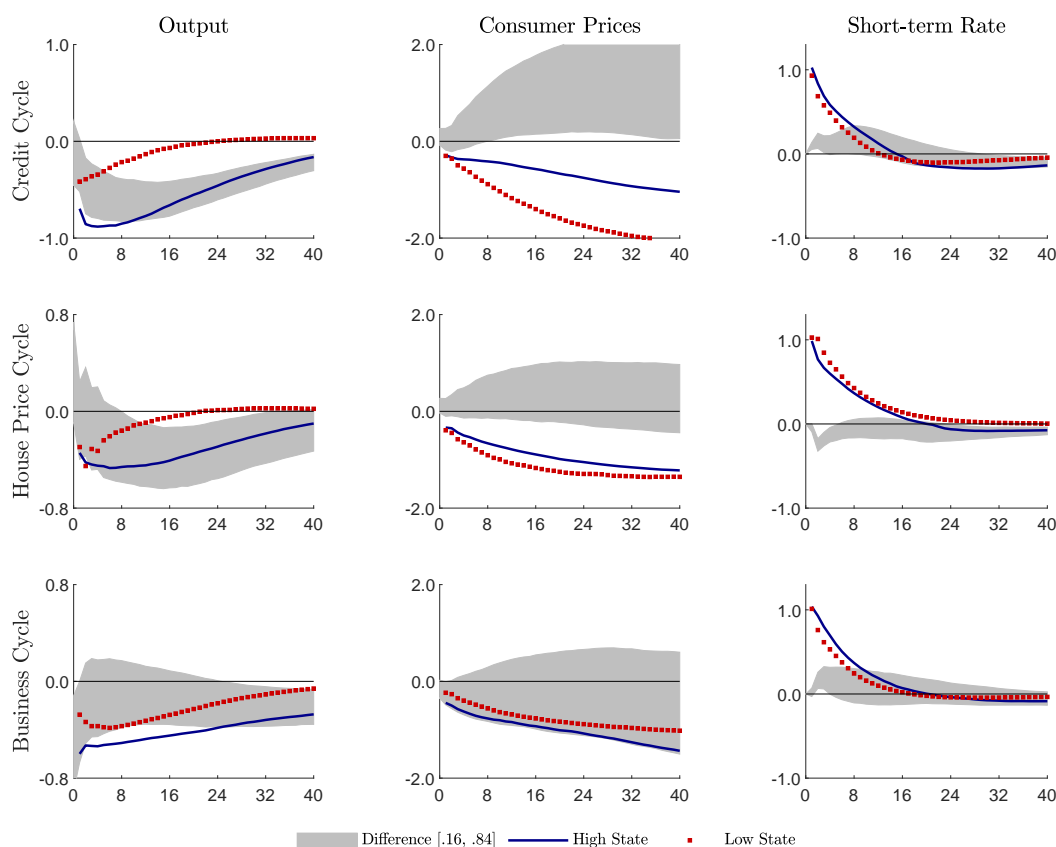 Output Consumer Prices Short-term Rate
Credit Cycle
1.0
0.0
-1.0
0 8 16 24 32 40
2.0
0.0
-2.0
0 8 16 24 32 40
1.0
0.0
-1.0
0 8 16 24 32 40
House Price Cycle
0.8
0.0
-0.8
0 8 16 24 32 40
2.0
0.0
-2.0
0 8 16 24 32 40
1.0
0.0
-1.0
0 8 16 24 32 40
Business Cycle
0.8
0.0
-0.8
0 8 16 24 32 40
2.0
0.0
-2.0
0 8 16 24 32 40
1.0
0.0
-1.0
0 8 16 24 32 40
Difference [.16, .84] High State Low State